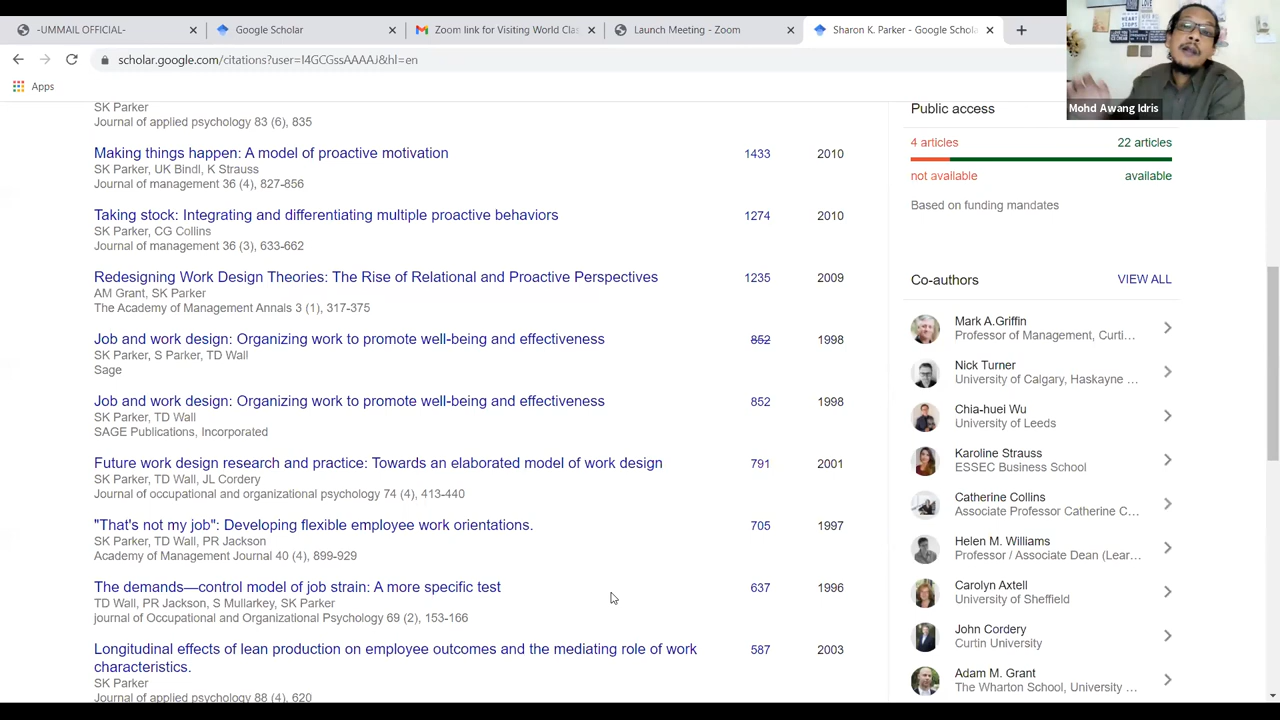 -UMMAIL OFFICIAL-
Google Scholar
Zoom link for Visiting World Clas
Launch Meeting - Zoom
Sharon K. Parker - Google Schola
scholar.google.com/citations?user=I4GCGssAAAAJ&hl=en
Apps
Mohd Awang Idris
SK Parker
Journal of applied psychology 83 (6), 835
Making things happen: A model of proactive motivation 1433 2010
SK Parker, UK Bindl, K Strauss
Journal of management 36 (4), 827-856
Taking stock: Integrating and differentiating multiple proactive behaviors 1274 2010
SK Parker, CG Collins
Journal of management 36 (3), 633-662
Redesigning Work Design Theories: The Rise of Relational and Proactive Perspectives 1235 2009
AM Grant, SK Parker
The Academy of Management Annals 3 (1), 317-375
Job and work design: Organizing work to promote well-being and effectiveness 852 1998
SK Parker, S Parker, TD Wall
Sage
Job and work design: Organizing work to promote well-being and effectiveness 852 1998
SK Parker, TD Wall
SAGE Publications, Incorporated
Future work design research and practice: Towards an elaborated model of work design 791 2001
SK Parker, TD Wall, JL Cordery
Journal of occupational and organizational psychology 74 (4), 413-440
"That's not my job": Developing flexible employee work orientations. 705 1997
SK Parker, TD Wall, PR Jackson
Academy of Management Journal 40 (4), 899-929
The demands—control model of job strain: A more specific test 637 1996
TD Wall, PR Jackson, S Mullarkey, SK Parker
journal of Occupational and Organizational Psychology 69 (2), 153-166
Longitudinal effects of lean production on employee outcomes and the mediating role of work 587 2003
characteristics.
SK Parker
Journal of applied psychology 88 (4), 620
Public access
4 articles 22 articles
not available available
Based on funding mandates
Co-authors VIEW ALL
Mark A.Griffin
Professor of Management, Curti…
Nick Turner
University of Calgary, Haskayne …
Chia-huei Wu
University of Leeds
Karoline Strauss
ESSEC Business School
Catherine Collins
Associate Professor Catherine C…
Helen M. Williams
Professor / Associate Dean (Lear…
Carolyn Axtell
University of Sheffield
John Cordery
Curtin University
Adam M. Grant
The Wharton School, University …